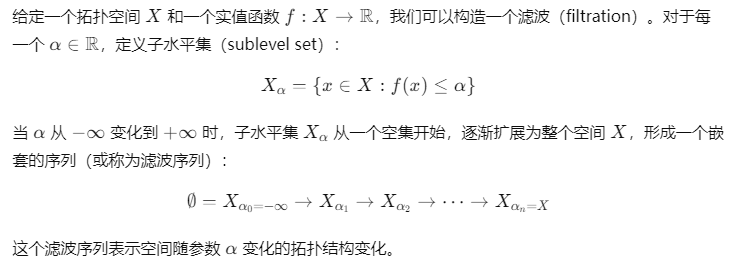 给定一个拓扑空间 X 和一个实值函数 f : X → ℝ，我们可以构造一个滤波（filtration）。对于每
一个 α ∈ ℝ，定义子水平集（sublevel set）：
X_α = {x ∈ X : f(x) ≤ α}
当 α 从 −∞ 变化到 +∞ 时，子水平集 X_α 从一个空集开始，逐渐扩展为整个空间 X，形成一个嵌
套的序列（或称为滤波序列）：
∅ = X_{α_0=−∞} → X_{α_1} → X_{α_2} → ⋯ → X_{α_n=X}
这个滤波序列表示空间随参数 α 变化的拓扑结构变化。